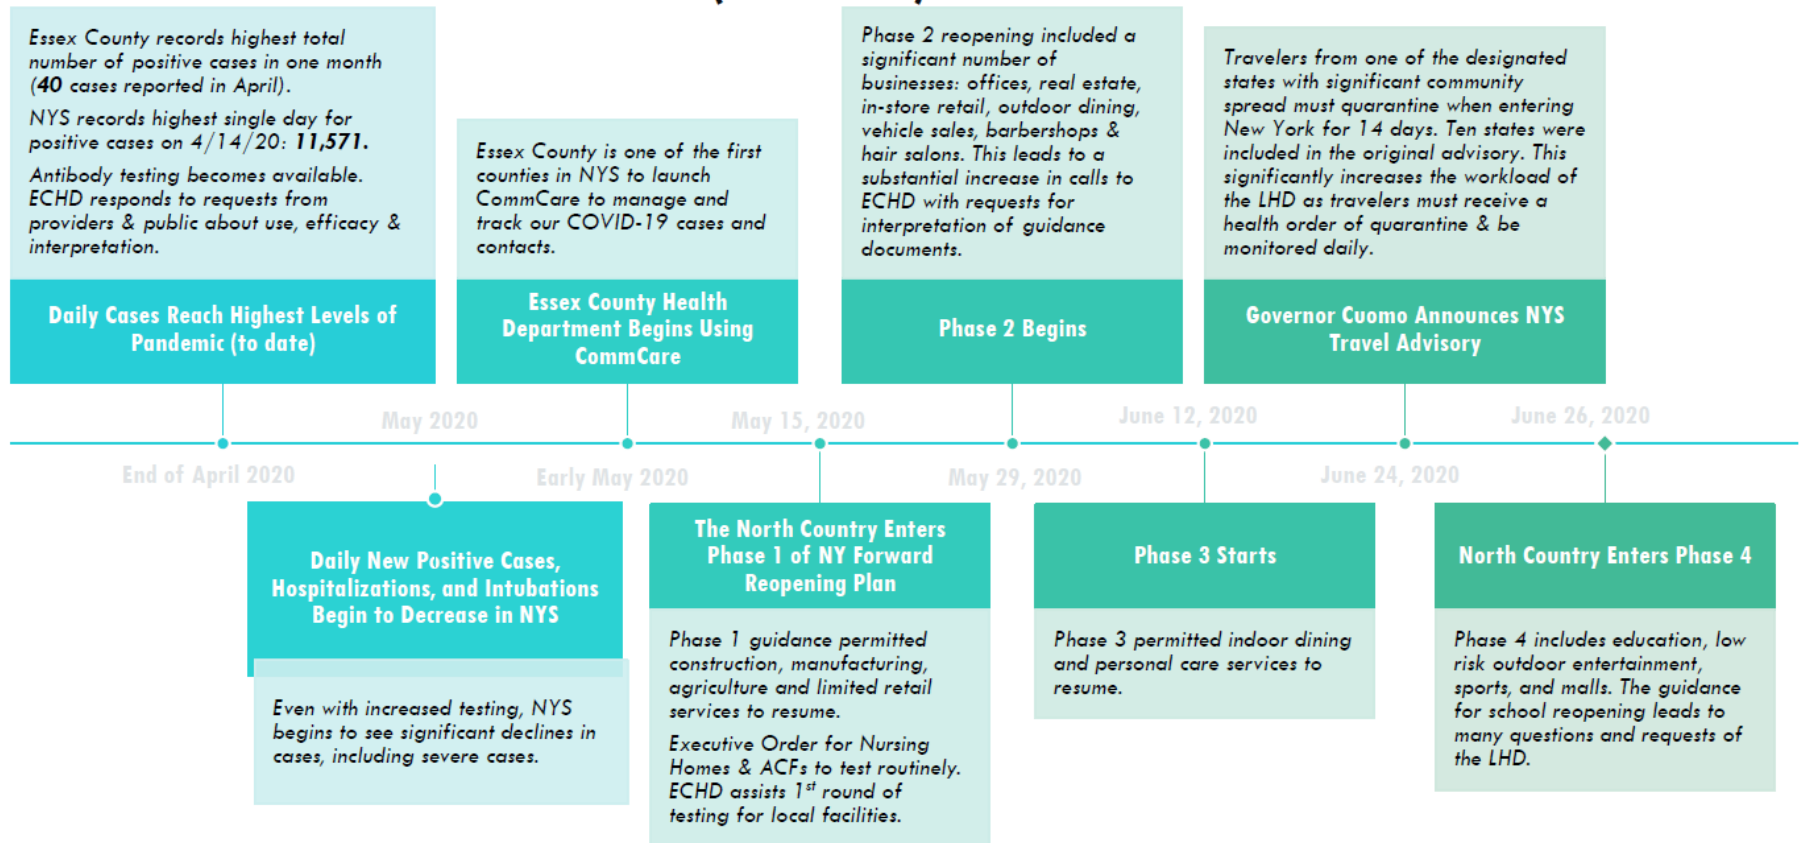 Essex County records highest total
number of positive cases in one month
(40 cases reported in April).
NYS records highest single day for
positive cases on 4/14/20: 11,571.
Antibody testing becomes available.
ECHD responds to requests from
providers & public about use, efficacy &
interpretation.
Daily Cases Reach Highest Levels of
Pandemic (to date)
End of April 2020
May 2020
Daily New Positive Cases,
Hospitalizations, and Intubations
Begin to Decrease in NYS
Even with increased testing, NYS
begins to see significant declines in
cases, including severe cases.
Essex County is one of the first
counties in NYS to launch
CommCare to manage and
track our COVID-19 cases and
contacts.
Essex County Health
Department Begins Using
CommCare
Early May 2020
May 15, 2020
The North Country Enters
Phase 1 of NY Forward
Reopening Plan
Phase 1 guidance permitted
construction, manufacturing,
agriculture and limited retail
services to resume.
Executive Order for Nursing
Homes & ACFs to test routinely.
ECHD assists 1st round of
testing for local facilities.
Phase 2 reopening included a
significant number of
businesses: offices, real estate,
in-store retail, outdoor dining,
vehicle sales, barbershops &
hair salons. This leads to a
substantial increase in calls to
ECHD with requests for
interpretation of guidance
documents.
Phase 2 Begins
May 29, 2020
June 12, 2020
Phase 3 Starts
Phase 3 permitted indoor dining
and personal care services to
resume.
Travelers from one of the designated
states with significant community
spread must quarantine when entering
New York for 14 days. Ten states were
included in the original advisory. This
significantly increases the workload of
the LHD as travelers must receive a
health order of quarantine & be
monitored daily.
Governor Cuomo Announces NYS
Travel Advisory
June 24, 2020
June 26, 2020
North Country Enters Phase 4
Phase 4 includes education, low
risk outdoor entertainment,
sports, and malls. The guidance
for school reopening leads to
many questions and requests of
the LHD.